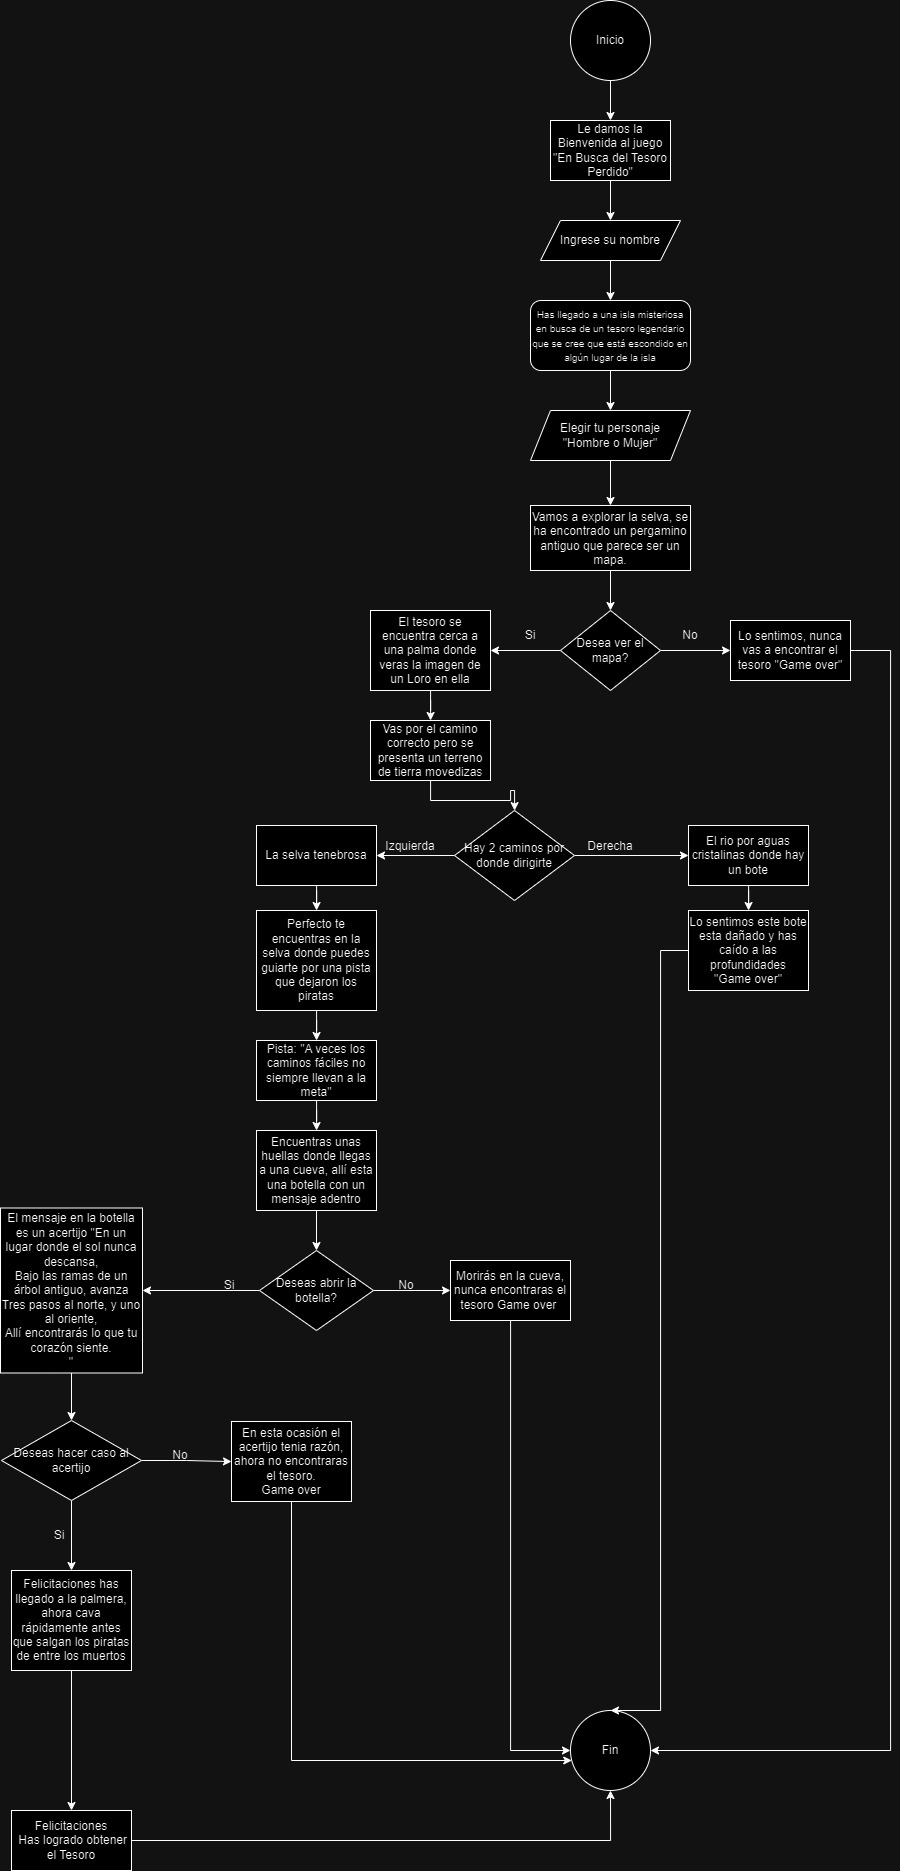 Inicio
Le damos la
Bienvenida al juego
"En Busca del Tesoro
Perdido"
Ingrese su nombre
Has llegado a una isla misteriosa
en busca de un tesoro legendario
que se cree que está escondido en
algún lugar de la isla
Elegir tu personaje
"Hombre o Mujer"
Vamos a explorar la selva, se
ha encontrado un pergamino
antiguo que parece ser un
mapa.
Desea ver el
mapa?
Si
No
El tesoro se
encuentra cerca a
una palma donde
veras la imagen de
un Loro en ella
Lo sentimos, nunca
vas a encontrar el
tesoro "Game over"
Vas por el camino
correcto pero se
presenta un terreno
de tierra movedizas
Hay 2 caminos por
donde dirigirte
Izquierda
Derecha
La selva tenebrosa
El rio por aguas
cristalinas donde hay
un bote
Perfecto te
encuentras en la
selva donde puedes
guiarte por una pista
que dejaron los
piratas
Lo sentimos este bote
esta dañado y has
caído a las
profundidades
"Game over"
Pista: "A veces los
caminos fáciles no
siempre llevan a la
meta"
Encuentras unas
huellas donde llegas
a una cueva, allí esta
una botella con un
mensaje adentro
Deseas abrir la
botella?
Si
No
El mensaje en la botella
es un acertijo "En un
lugar donde el sol nunca
descansa,
Bajo las ramas de un
árbol antiguo, avanza
Tres pasos al norte, y uno
al oriente,
Allí encontrarás lo que tu
corazón siente.
"
Morirás en la cueva,
nunca encontraras el
tesoro Game over
Deseas hacer caso al
acertijo
No
Si
En esta ocasión el
acertijo tenia razón,
ahora no encontraras
el tesoro.
Game over
Felicitaciones has
llegado a la palmera,
ahora cava
rápidamente antes
que salgan los piratas
de entre los muertos
Fin
Felicitaciones
Has logrado obtener
el Tesoro